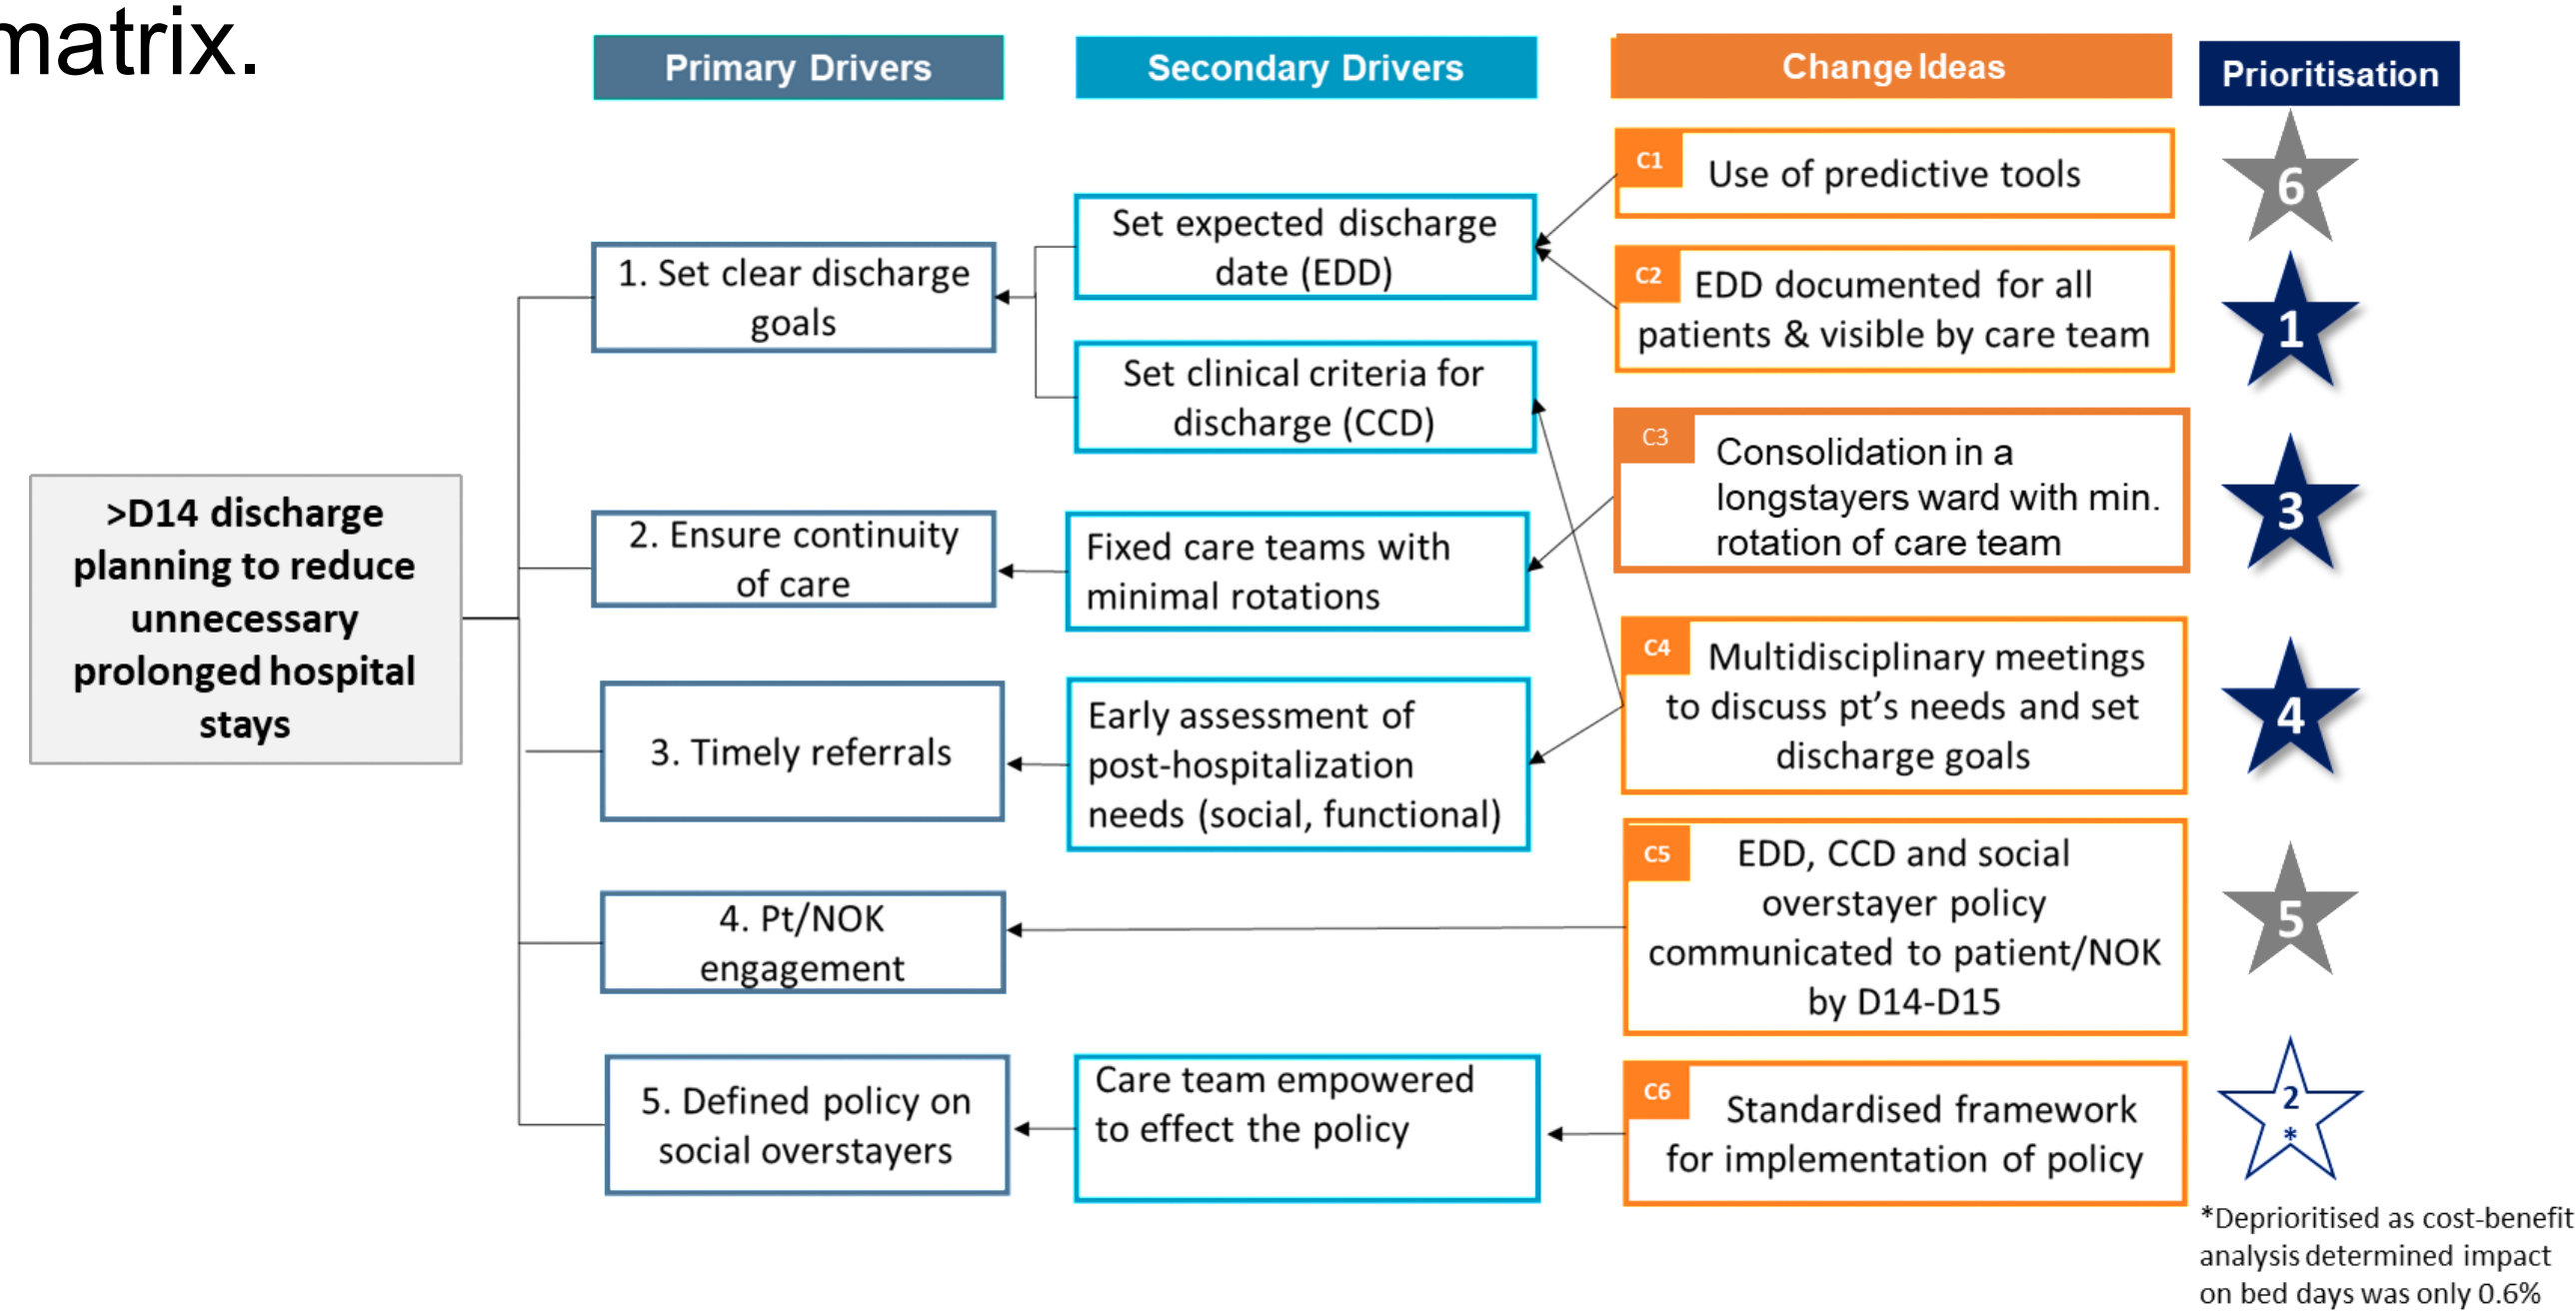 matrix.
Primary Drivers
Secondary Drivers
Change Ideas
Prioritisation
>D14 discharge
planning to reduce
unnecessary
prolonged hospital
stays
1. Set clear discharge
goals
2. Ensure continuity
of care
3. Timely referrals
4. Pt/NOK
engagement
5. Defined policy on
social overstayers
Set expected discharge
date (EDD)
Set clinical criteria for
discharge (CCD)
Fixed care teams with
minimal rotations
Early assessment of
post-hospitalization
needs (social, functional)
Care team empowered
to effect the policy
C1
Use of predictive tools
C2
EDD documented for all
patients & visible by care team
C3
Consolidation in a
longstayers ward with min.
rotation of care team
C4
Multidisciplinary meetings
to discuss pt’s needs and set
discharge goals
C5
EDD, CCD and social
overstayer policy
communicated to patient/NOK
by D14-D15
C6
Standardised framework
for implementation of policy
6
1
3
4
5
2
*
*Deprioritised as cost-benefit
analysis determined impact
on bed days was only 0.6%